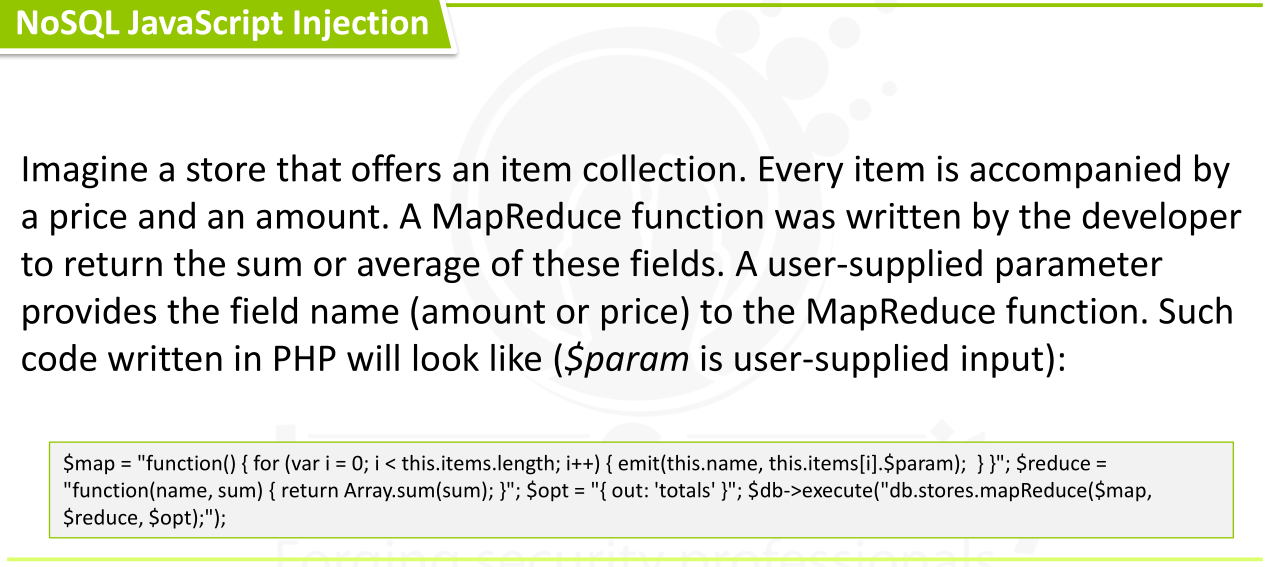 NoSQL JavaScript Injection
Imagine a store that offers an item collection. Every item is accompanied by
a price and an amount. A MapReduce function was written by the developer
to return the sum or average of these fields. A user-supplied parameter
provides the field name (amount or price) to the MapReduce function. Such
code written in PHP will look like ($param is user-supplied input):
$map = "function() { for (var i = 0; i < this.items.length; i++) { emit(this.name, this.items[i].$param);  } }"; $reduce =
"function(name, sum) { return Array.sum(sum); }"; $opt = "{ out: 'totals' }"; $db->execute("db.stores.mapReduce($map,
$reduce, $opt);");
Forging security professionals